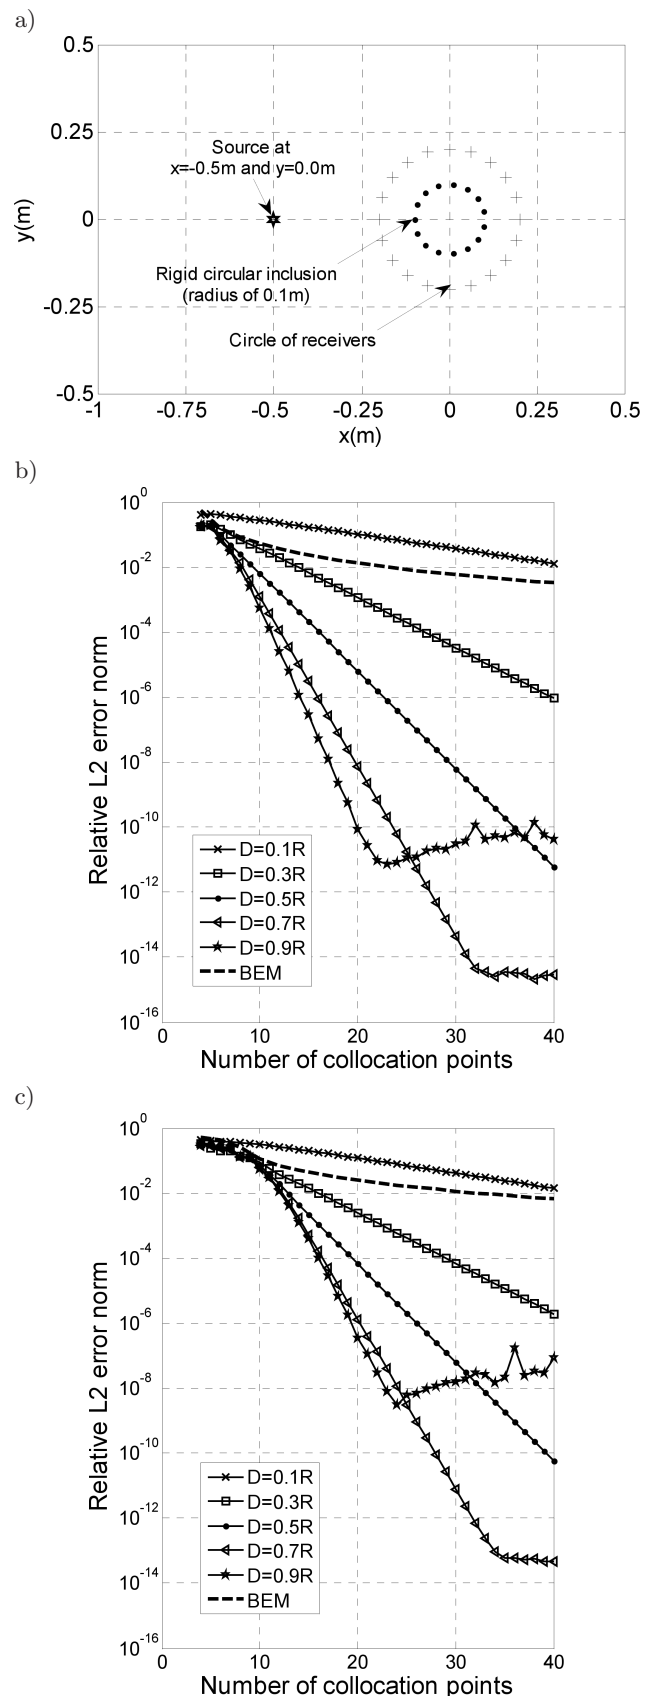 a)
0.5
0.25
0
-0.25
-0.5
y(m)
Source at
x=-0.5m and y=0.0m
Rigid circular inclusion
(radius of 0.1m)
Circle of receivers
-1 -0.75 -0.5 -0.25 0 0.25 0.5
x(m)
b)
10^0
10^-2
10^-4
10^-6
10^-8
10^-10
10^-12
10^-14
10^-16
Relative L2 error norm
D=0.1R
D=0.3R
D=0.5R
D=0.7R
D=0.9R
BEM
0 10 20 30 40
Number of collocation points
c)
10^0
10^-2
10^-4
10^-6
10^-8
10^-10
10^-12
10^-14
10^-16
Relative L2 error norm
D=0.1R
D=0.3R
D=0.5R
D=0.7R
D=0.9R
BEM
0 10 20 30 40
Number of collocation points